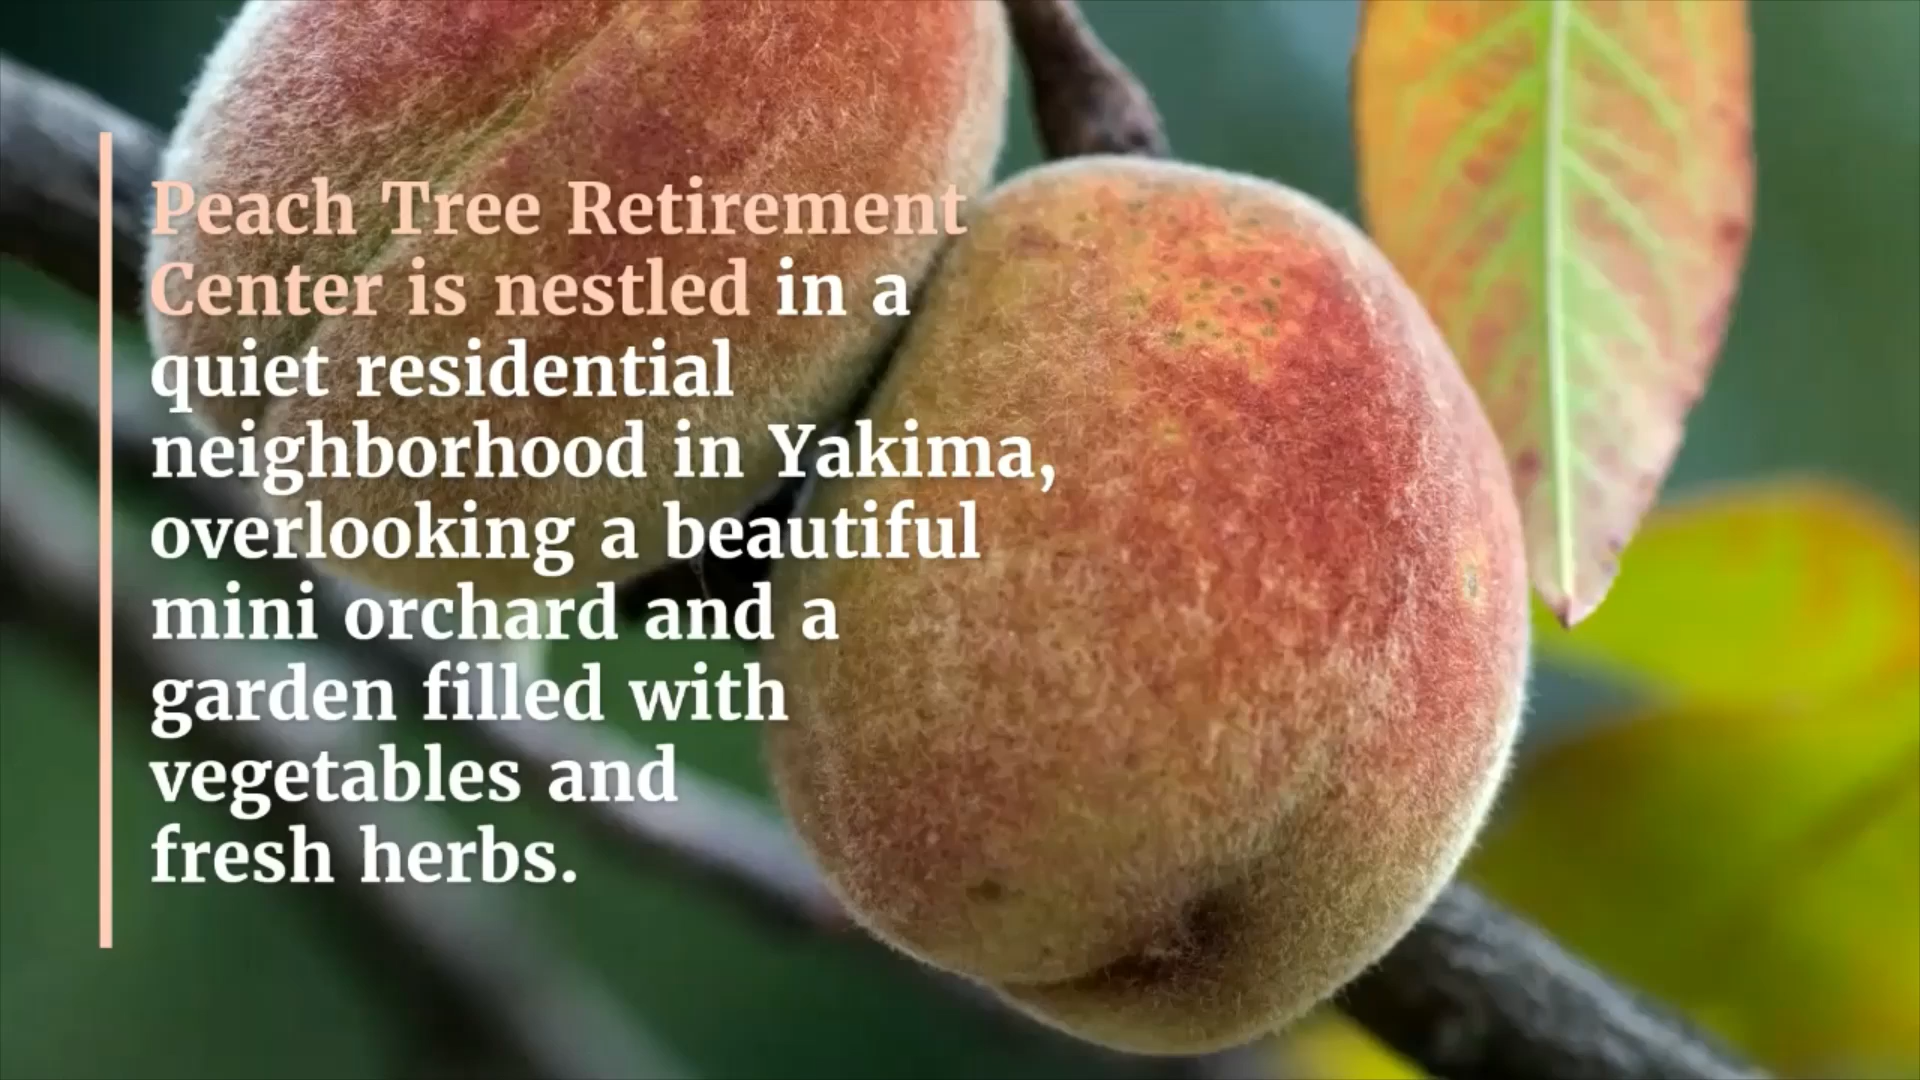 Peach Tree Retirement
Center is nestled in a
quiet residential
neighborhood in Yakima,
overlooking a beautiful
mini orchard and a
garden filled with
vegetables and
fresh herbs.